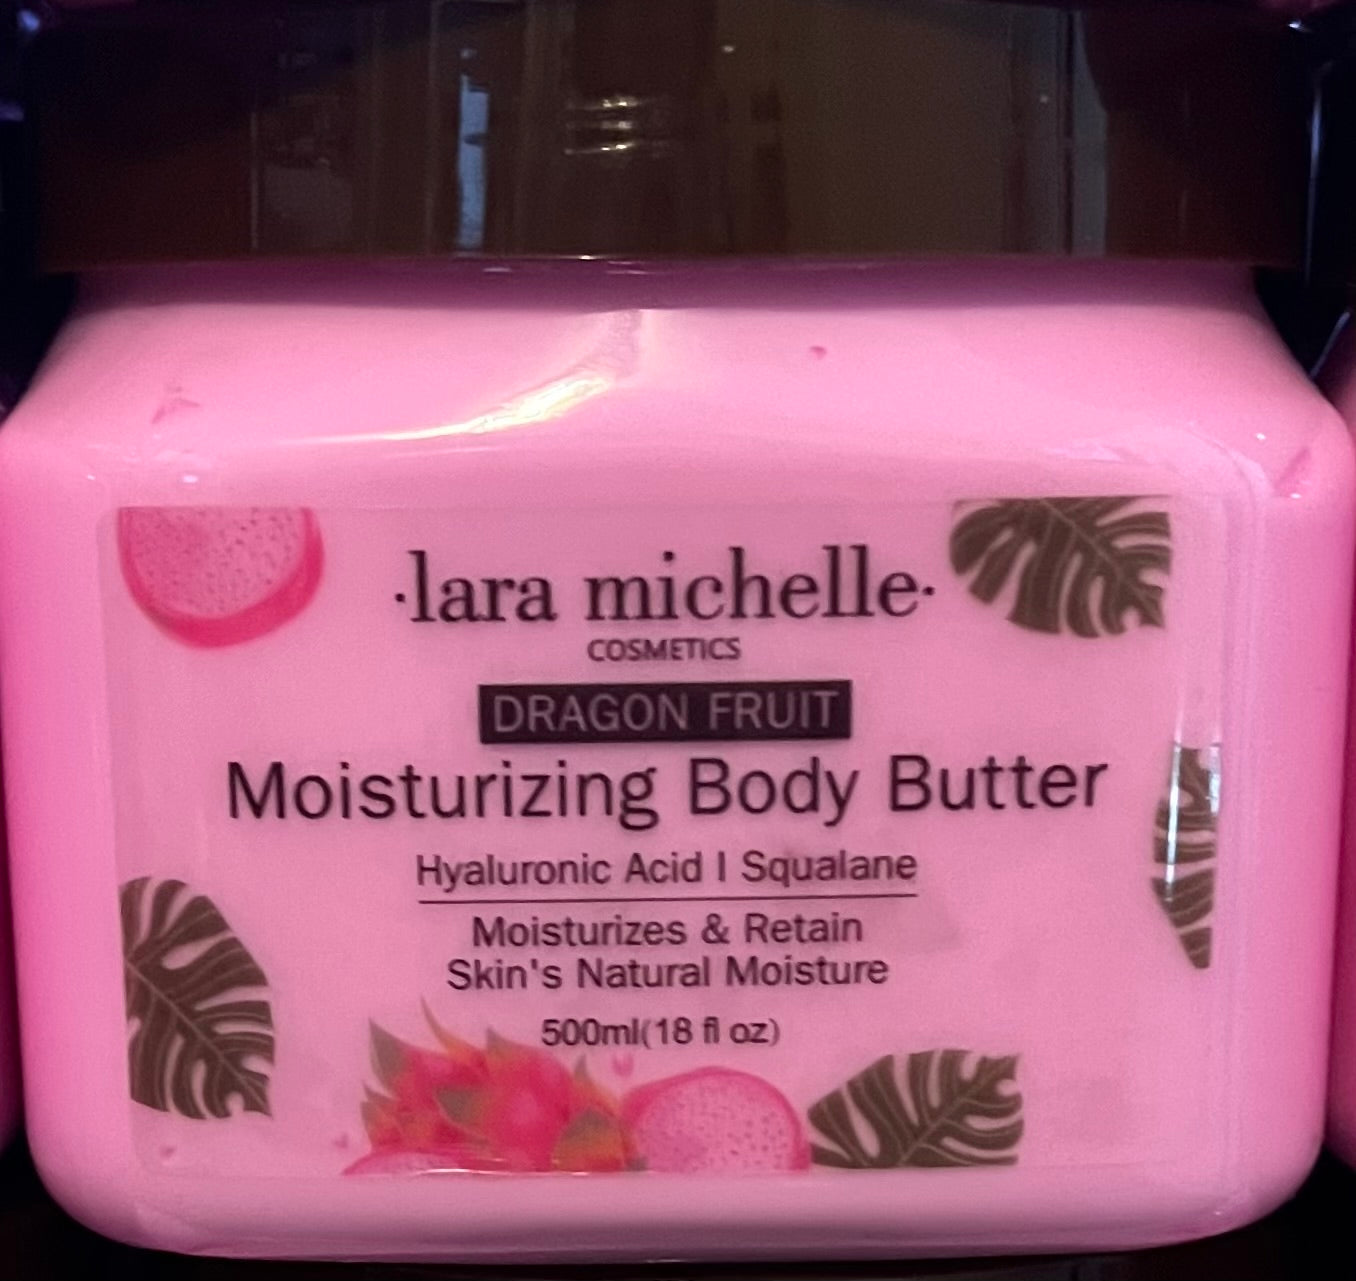 ·lara michelle·
COSMETICS
DRAGON FRUIT
Moisturizing Body Butter
Hyaluronic Acid | Squalane
Moisturizes & Retain
Skin's Natural Moisture
500ml(18 fl oz)